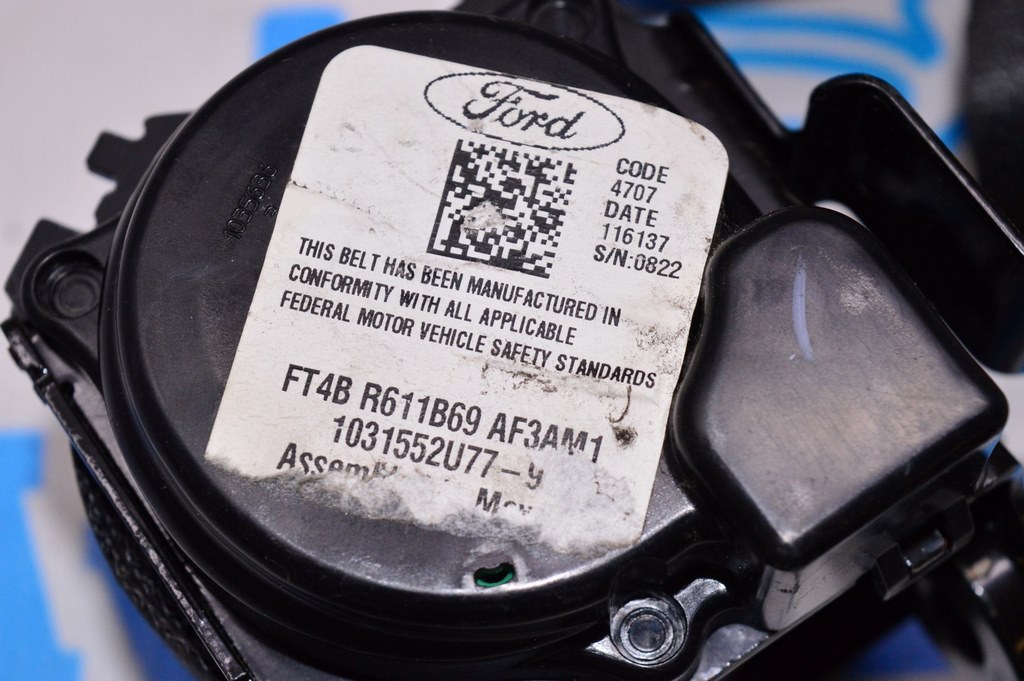 Ford
CODE
4707
DATE
116137
S/N:0822
THIS BELT HAS BEEN MANUFACTURED IN
CONFORMITY WITH ALL APPLICABLE
FEDERAL MOTOR VEHICLE SAFETY STANDARDS
FT4B R611B69 AF3AM1
1031552U77-y